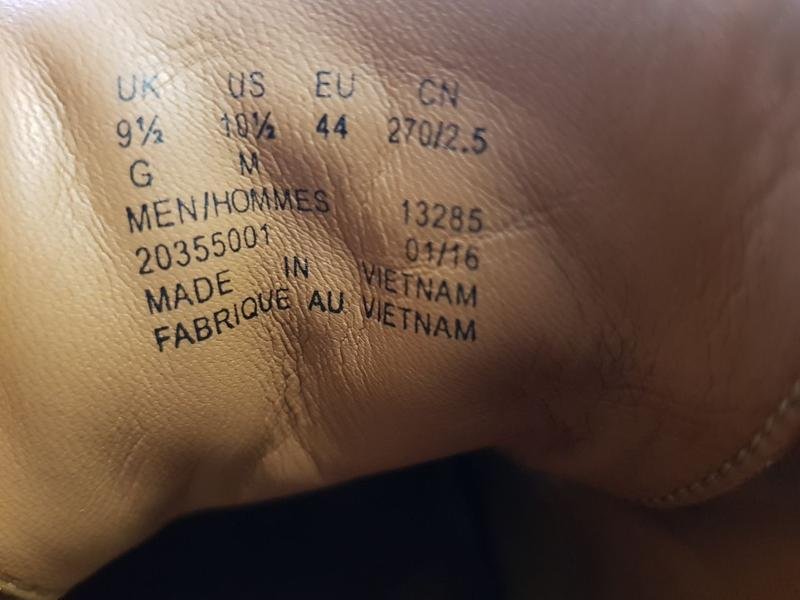 UK US EU CN
9½ 10½ 44 270/2.5
G M
MEN/HOMMES 13285
20355001 01/16
MADE IN VIETNAM
FABRIQUE AU VIETNAM